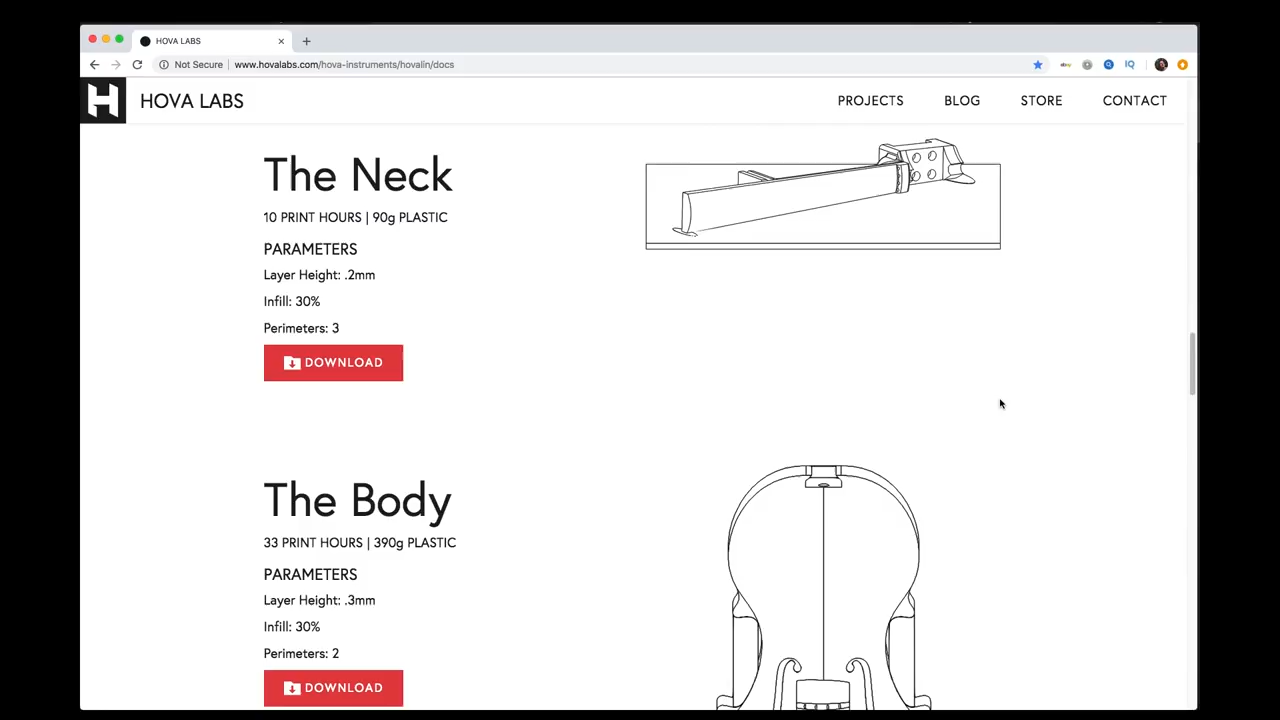 HOVA LABS
Not Secure www.hovalabs.com/hova-instruments/hovalin/docs
ebay
IQ
H HOVA LABS PROJECTS BLOG STORE CONTACT
The Neck
10 PRINT HOURS | 90g PLASTIC
PARAMETERS
Layer Height: .2mm
Infill: 30%
Perimeters: 3
DOWNLOAD
The Body
33 PRINT HOURS | 390g PLASTIC
PARAMETERS
Layer Height: .3mm
Infill: 30%
Perimeters: 2
DOWNLOAD